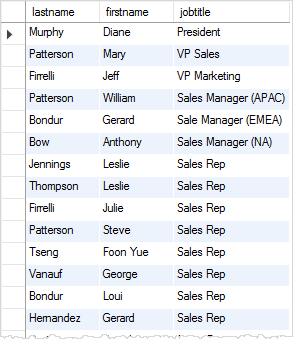 lastname firstname jobtitle
Murphy Diane President
Patterson Mary VP Sales
Firrelli Jeff VP Marketing
Patterson William Sales Manager (APAC)
Bondur Gerard Sale Manager (EMEA)
Bow Anthony Sales Manager (NA)
Jennings Leslie Sales Rep
Thompson Leslie Sales Rep
Firrelli Julie Sales Rep
Patterson Steve Sales Rep
Tseng Foon Yue Sales Rep
Vanauf George Sales Rep
Bondur Loui Sales Rep
Hernandez Gerard Sales Rep